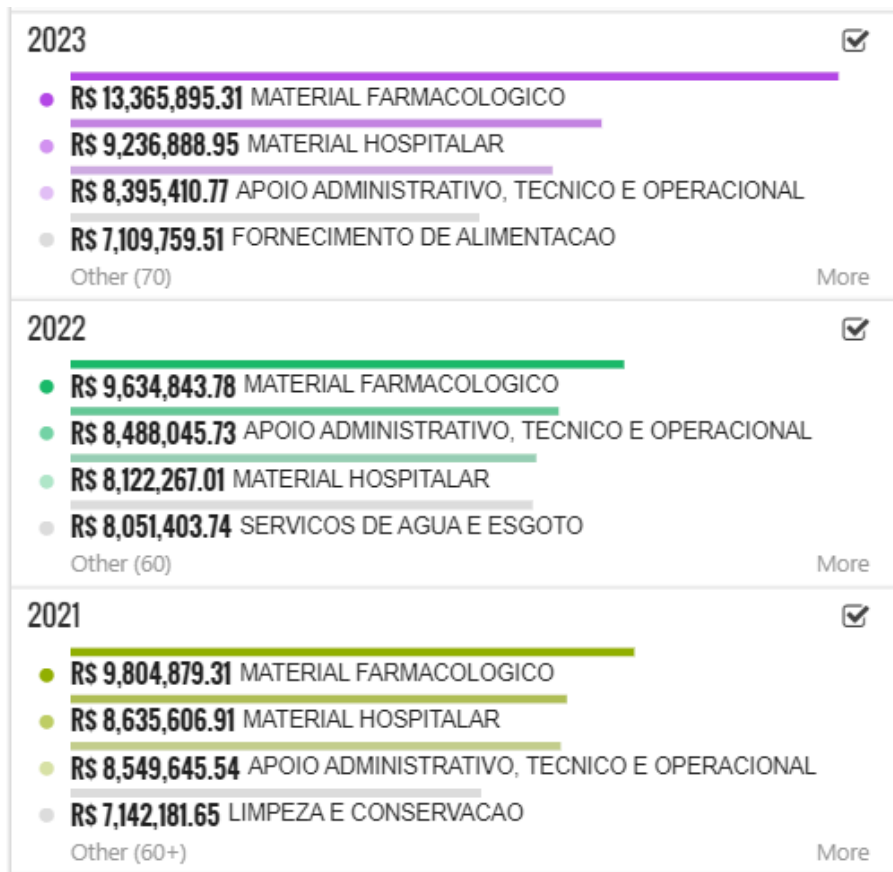 2023
R$ 13,365,895.31 MATERIAL FARMACOLOGICO
R$ 9,236,888.95 MATERIAL HOSPITALAR
R$ 8,395,410.77 APOIO ADMINISTRATIVO, TECNICO E OPERACIONAL
R$ 7,109,759.51 FORNECIMENTO DE ALIMENTACAO
Other (70) More
2022
R$ 9,634,843.78 MATERIAL FARMACOLOGICO
R$ 8,488,045.73 APOIO ADMINISTRATIVO, TECNICO E OPERACIONAL
R$ 8,122,267.01 MATERIAL HOSPITALAR
R$ 8,051,403.74 SERVICOS DE AGUA E ESGOTO
Other (60) More
2021
R$ 9,804,879.31 MATERIAL FARMACOLOGICO
R$ 8,635,606.91 MATERIAL HOSPITALAR
R$ 8,549,645.54 APOIO ADMINISTRATIVO, TECNICO E OPERACIONAL
R$ 7,142,181.65 LIMPEZA E CONSERVACAO
Other (60+) More